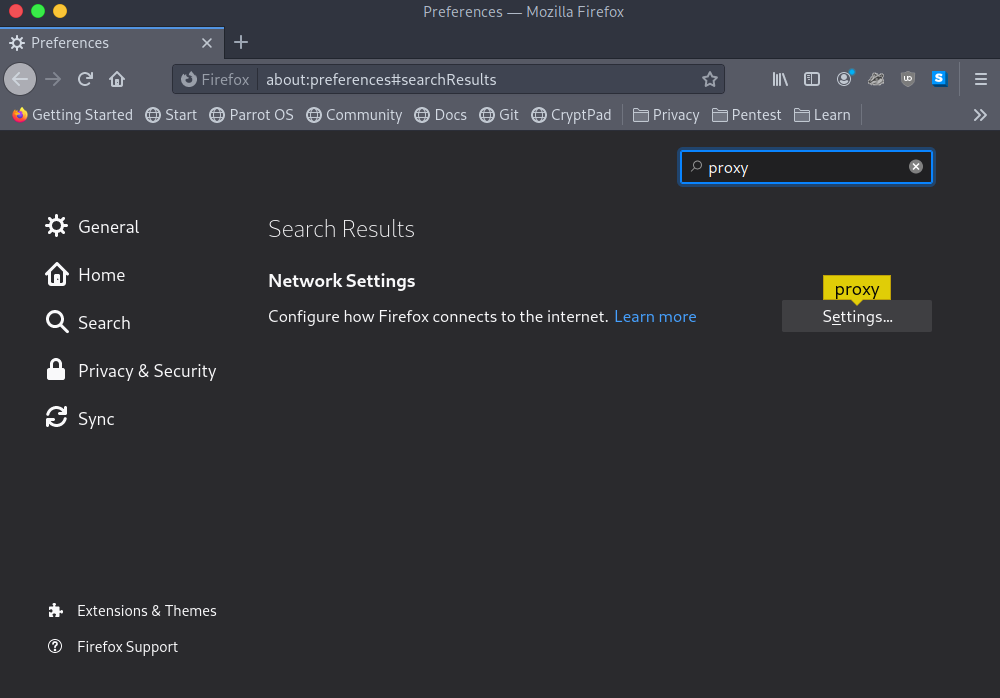 Preferences — Mozilla Firefox
Preferences
Firefox about:preferences#searchResults
Getting Started Start Parrot OS Community Docs Git CryptPad Privacy Pentest Learn
proxy
General
Home
Search
Privacy & Security
Sync
Extensions & Themes
Firefox Support
Search Results
Network Settings
Configure how Firefox connects to the internet. Learn more
proxy
Settings...